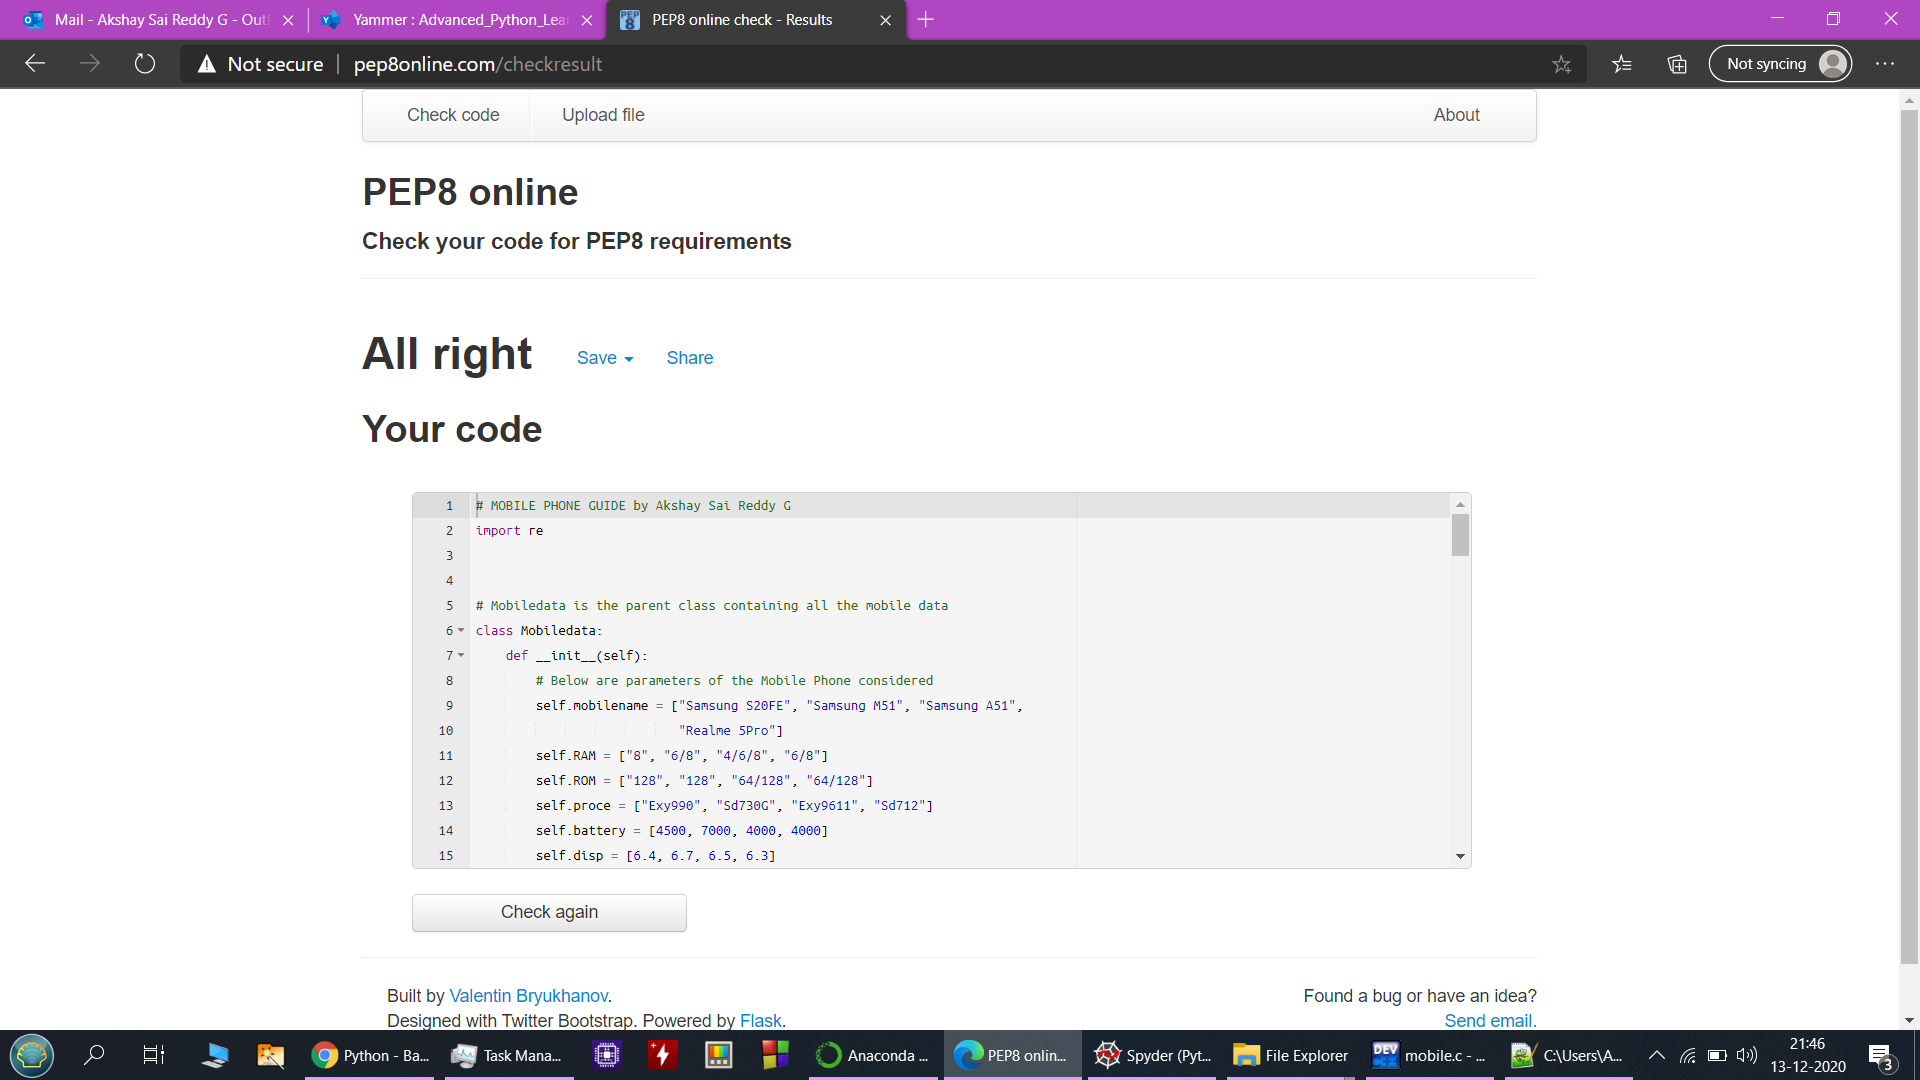 Mail - Akshay Sai Reddy G - Outl
Yammer : Advanced_Python_Lea
PEP8 online check - Results
Not secure
pep8online.com/checkresult
Not syncing
Check code
Upload file
About
PEP8 online
Check your code for PEP8 requirements
All right
Save
Share
Your code
1 # MOBILE PHONE GUIDE by Akshay Sai Reddy G
2 import re
3
4
5 # Mobiledata is the parent class containing all the mobile data
6 class Mobiledata:
7 def __init__(self):
8 # Below are parameters of the Mobile Phone considered
9 self.mobilename = ["Samsung S20FE", "Samsung M51", "Samsung A51",
10 "Realme 5Pro"]
11 self.RAM = ["8", "6/8", "4/6/8", "6/8"]
12 self.ROM = ["128", "128", "64/128", "64/128"]
13 self.proce = ["Exy990", "Sd730G", "Exy9611", "Sd712"]
14 self.battery = [4500, 7000, 4000, 4000]
15 self.disp = [6.4, 6.7, 6.5, 6.3]
Check again
Built by Valentin Bryukhanov.
Designed with Twitter Bootstrap. Powered by Flask.
Found a bug or have an idea?
Send email.
Python - Ba...
Task Mana...
Anaconda ...
PEP8 onlin...
Spyder (Pyt...
File Explorer
DEV
mobile.c - ...
C:\Users\A...
21:46
13-12-2020
3